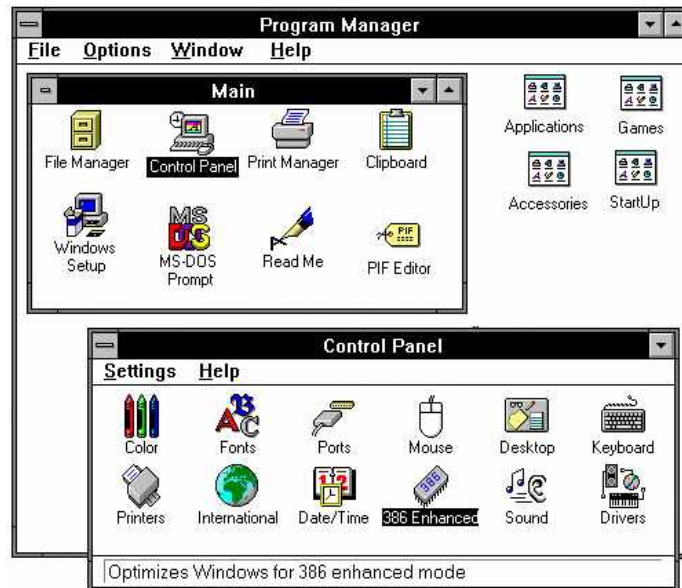 Program Manager
File Options Window Help
Main
File Manager Control Panel Print Manager Clipboard
Windows Setup MS-DOS Prompt Read Me PIF Editor
Applications Games
Accessories StartUp
Control Panel
Settings Help
Color Fonts Ports Mouse Desktop Keyboard
Printers International Date/Time 386 Enhanced Sound Drivers
Optimizes Windows for 386 enhanced mode